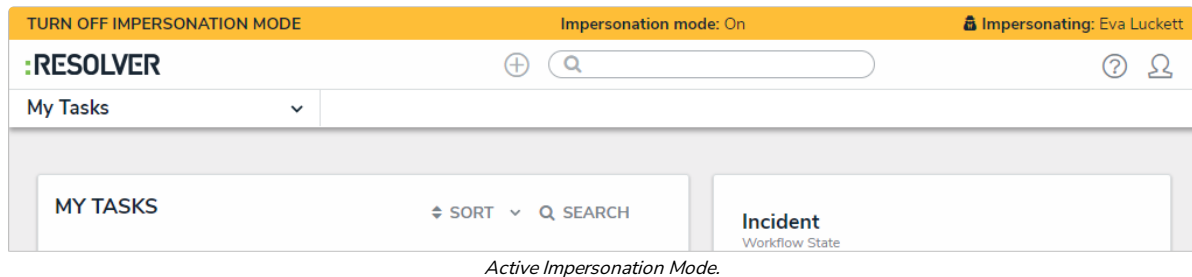 TURN OFF IMPERSONATION MODE Impersonation mode: On Impersonating: Eva Luckett
:RESOLVER
My Tasks
MY TASKS SORT SEARCH
Incident
Workflow State
Active Impersonation Mode.